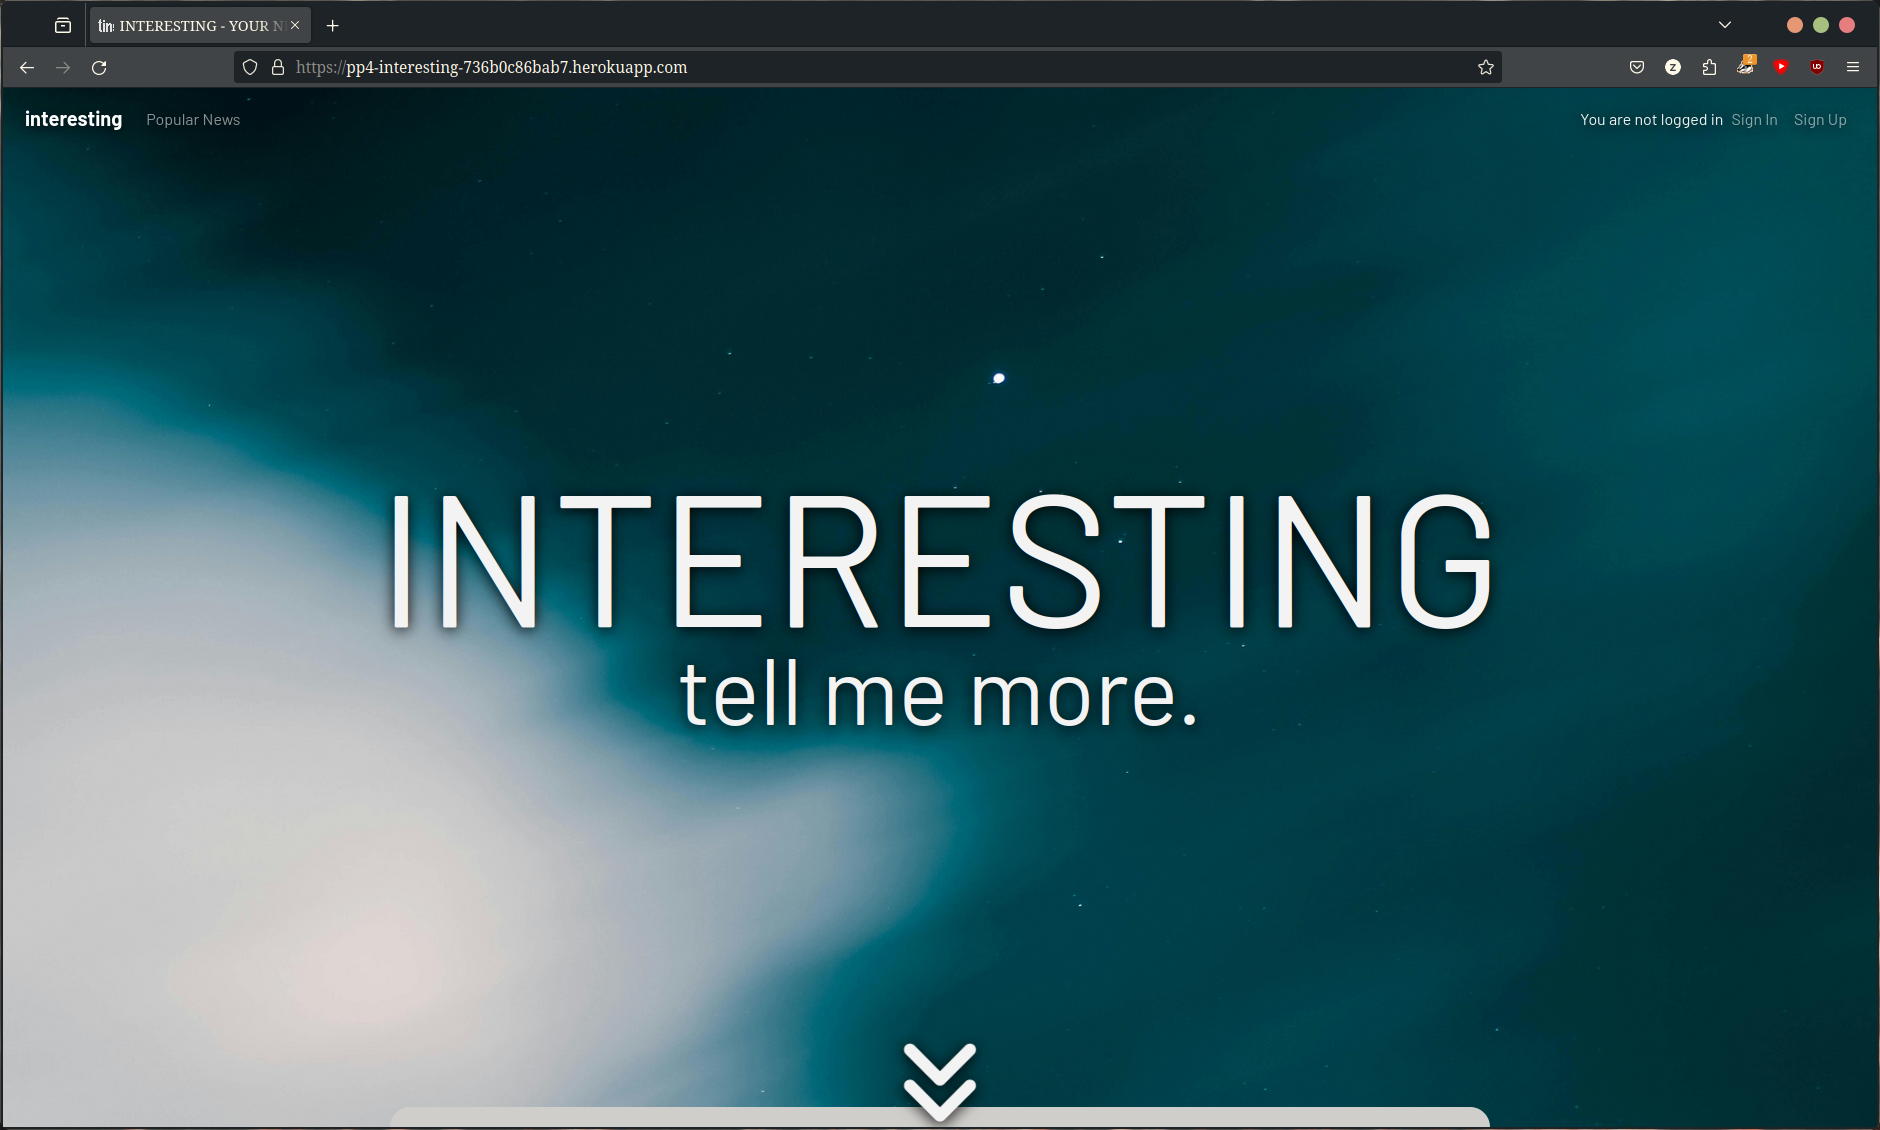 INTERESTING - YOUR N
https://pp4-interesting-736b0c86bab7.herokuapp.com
2
interesting Popular News You are not logged in Sign In Sign Up
INTERESTING
tell me more.